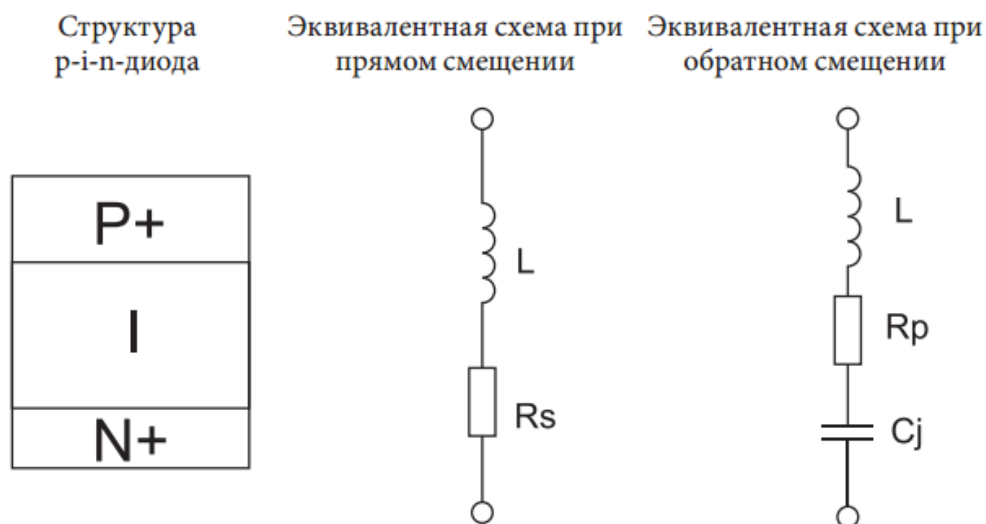 Структура
p-i-n-диода
Эквивалентная схема при
прямом смещении
Эквивалентная схема при
обратном смещении
P+
I
N+
L
Rs
L
Rp
Cj